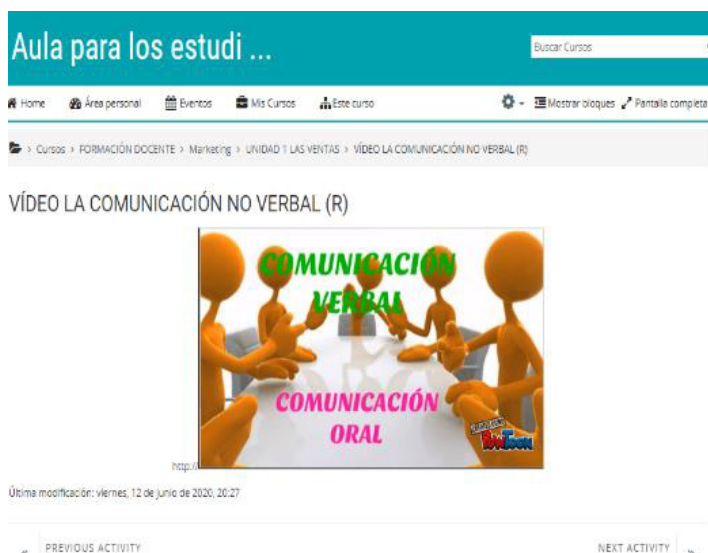 Aula para los estudi ...
Buscar Cursos
Home Área personal Eventos Mis Cursos Este curso Mostrar bloques Pantalla completa
> Cursos > FORMACIÓN DOCENTE > Marketing > UNIDAD 1 LAS VENTAS > VÍDEO LA COMUNICACIÓN NO VERBAL (R)
VÍDEO LA COMUNICACIÓN NO VERBAL (R)
COMUNICACIÓN
VERBAL
COMUNICACIÓN
ORAL
PowToon
http://
Última modificación: viernes, 12 de junio de 2020, 20:27
« PREVIOUS ACTIVITY NEXT ACTIVITY »